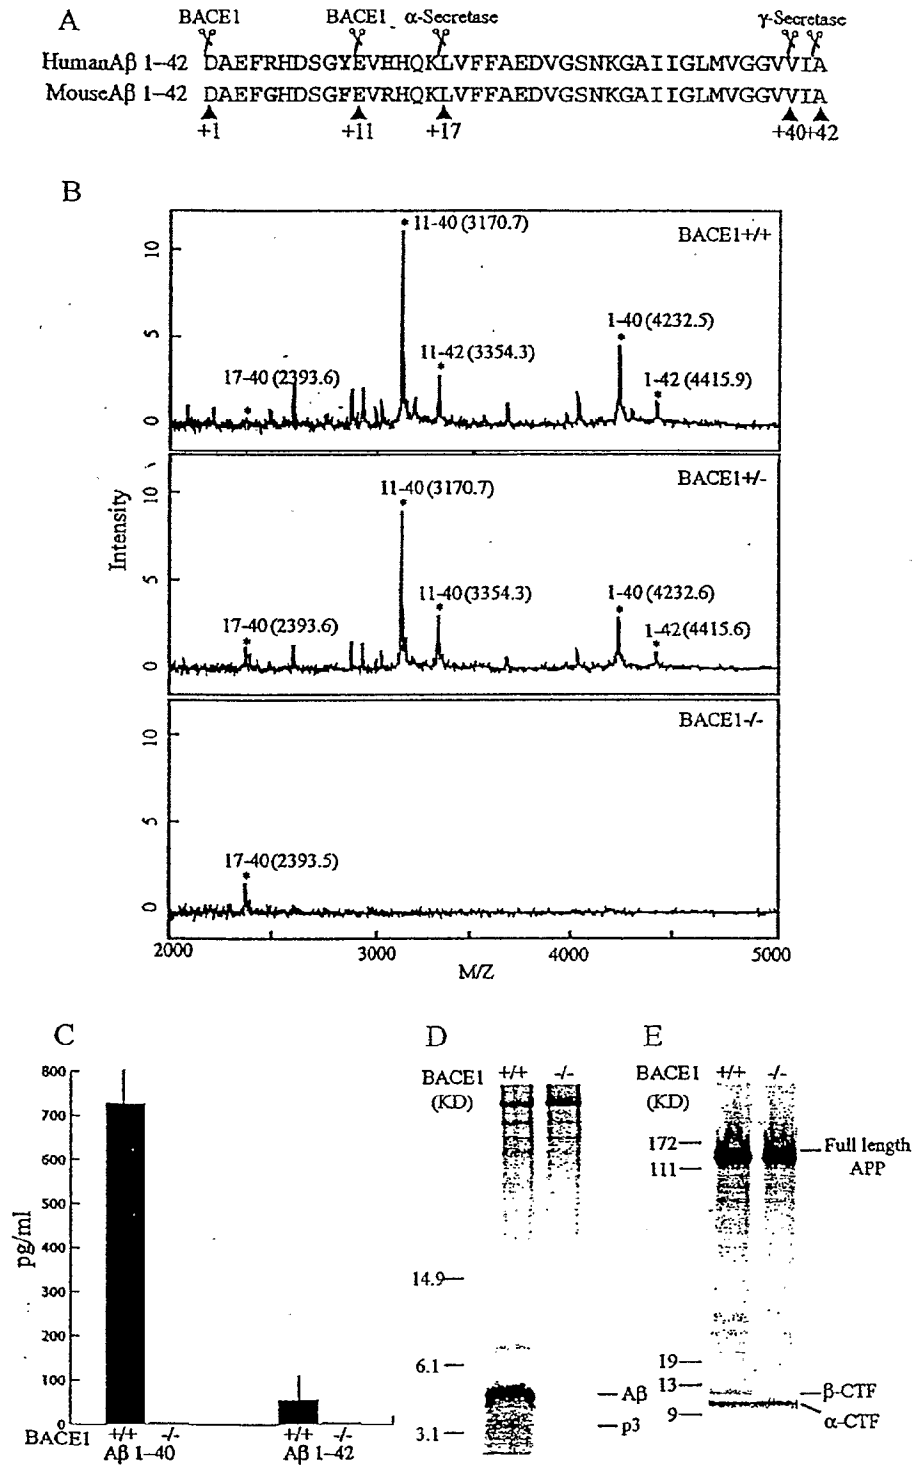 A
BACE1 BACE1 α-Secretase γ-Secretase
HumanAβ 1–42 DAEFRHDSGYEVHHQKLVFFAEDVGSNKGAIIGLMVGGVVIA
MouseAβ 1–42 DAEFGHDSGFEVRHQKLVFFAEDVGSNKGAIIGLMVGGVVIA
+1 +11 +17 +40+42
B
Intensity
* 11-40 (3170.7)
BACE1+/+
10
1-40 (4232.5)
*
5
11-42 (3354.3)
*
17-40 (2393.6)
*
1-42 (4415.9)
*
0
BACE1+/-
11-40 (3170.7)
*
10
5
11-40 (3354.3)
*
1-40 (4232.6)
*
17-40 (2393.6)
*
1-42 (4415.6)
*
0
BACE1-/-
10
5
17-40 (2393.5)
*
0
2000 3000 4000 5000
M/Z
C
pg/ml
800
700
600
500
400
300
200
100
0
BACE1 +/+ -/- +/+ -/-
Aβ 1–40 Aβ 1–42
D
BACE1 +/+ -/-
(KD)
14.9
6.1
Aβ
p3
3.1
E
BACE1 +/+ -/-
(KD)
172
Full length
APP
111
19
13
β-CTF
9
α-CTF